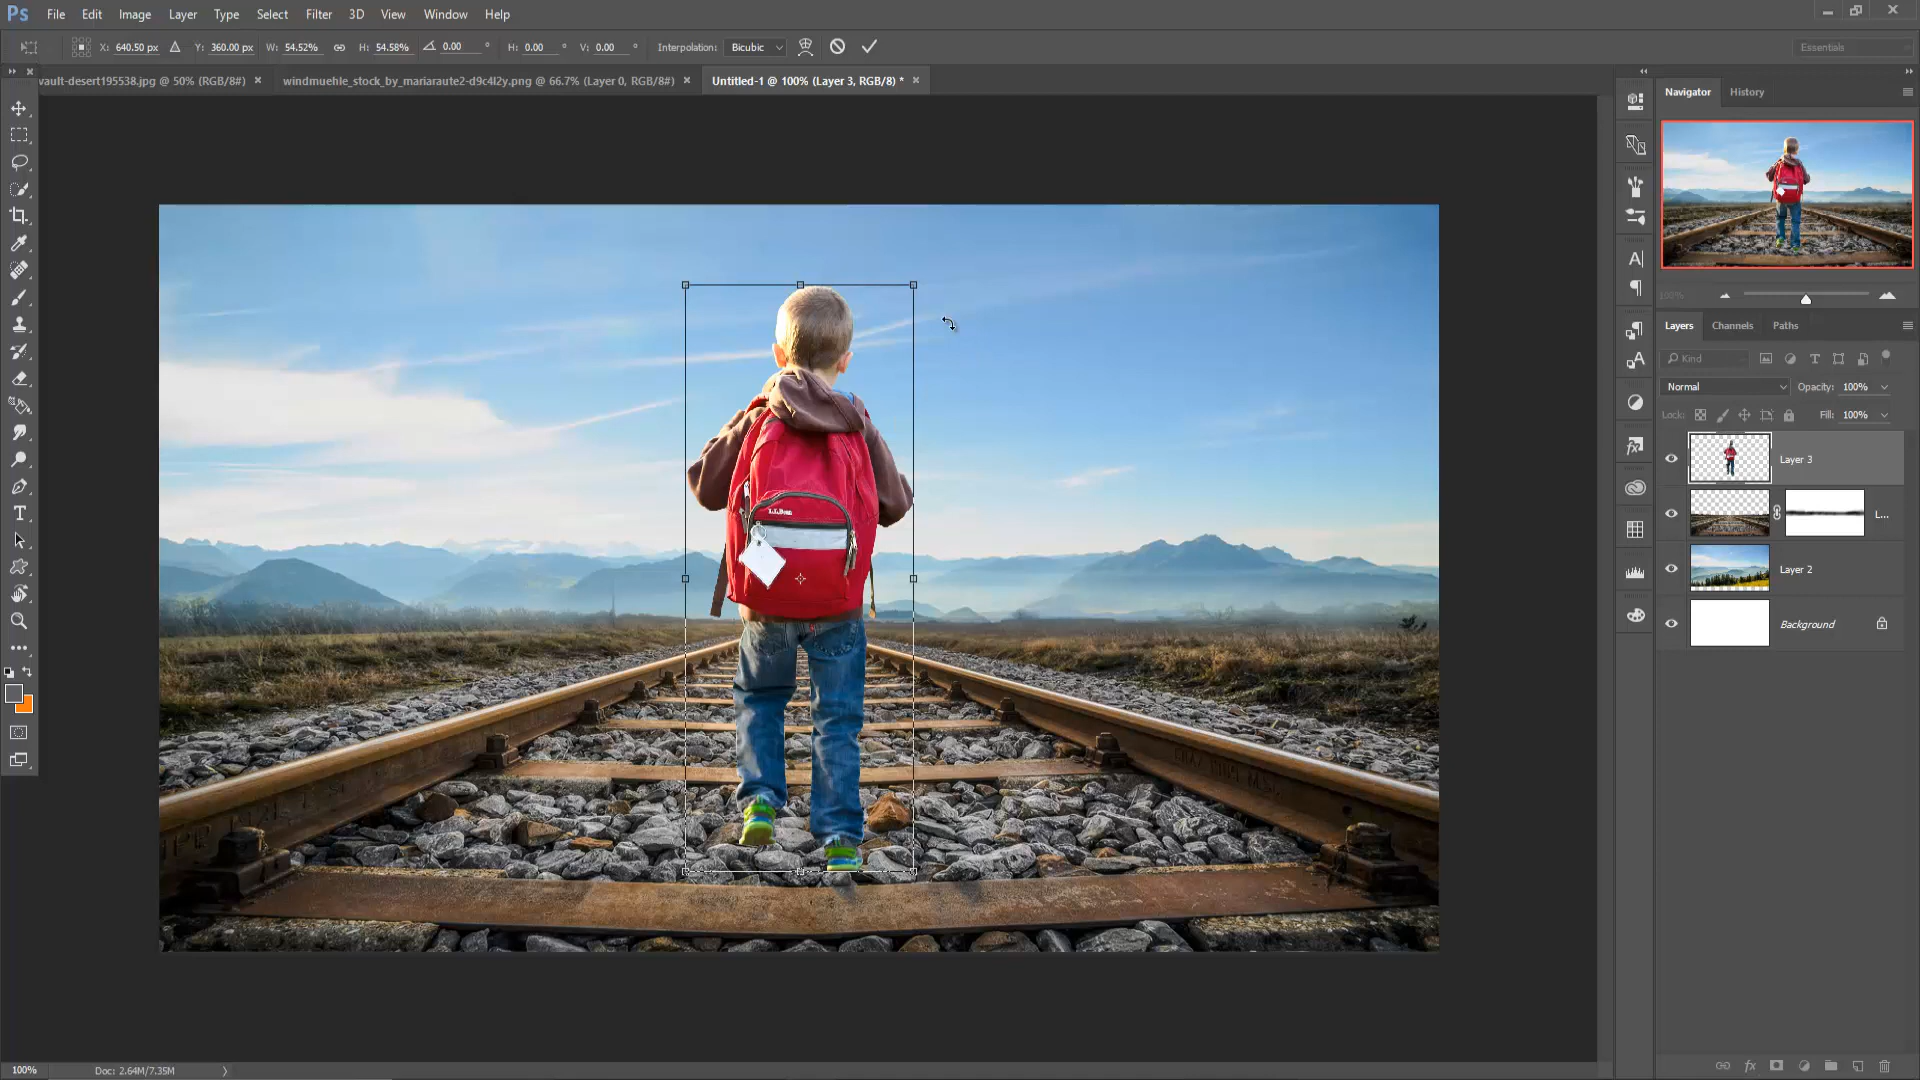 Ps File Edit Image Layer Type Select Filter 3D View Window Help
X: 640.50 px Y: 360.00 px W: 54.52% H: 54.58% 0.00 ° H: 0.00 ° V: 0.00 ° Interpolation: Bicubic Essentials
vault-desert195538.jpg @ 50% (RGB/8#) × windmuehle_stock_by_mariaraute2-d9c4l2y.png @ 66.7% (Layer 0, RGB/8#) × Untitled-1 @ 100% (Layer 3, RGB/8) * ×
Navigator History
100%
Layers Channels Paths
Kind
Normal Opacity: 100%
Lock: Fill: 100%
Layer 3
L...
Layer 2
Background
L.L.Bean
100% Doc: 2.64M/7.35M